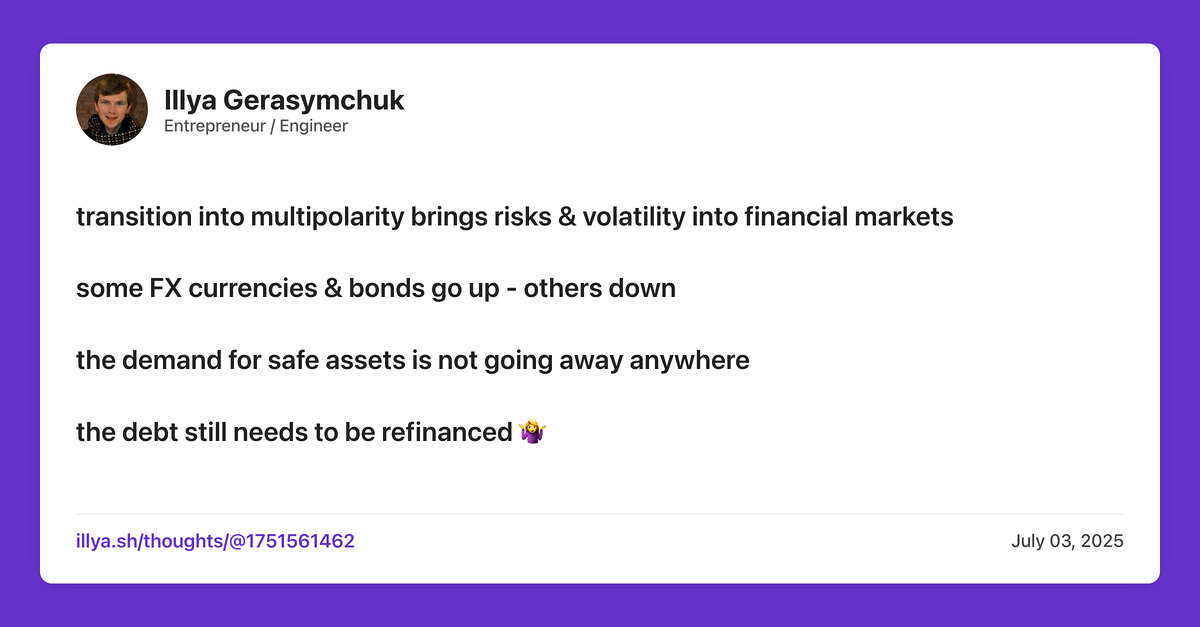 Illya Gerasymchuk
Entrepreneur / Engineer
transition into multipolarity brings risks & volatility into financial markets
some FX currencies & bonds go up - others down
the demand for safe assets is not going away anywhere
the debt still needs to be refinanced 🤷‍♀️
illya.sh/thoughts/@1751561462
July 03, 2025